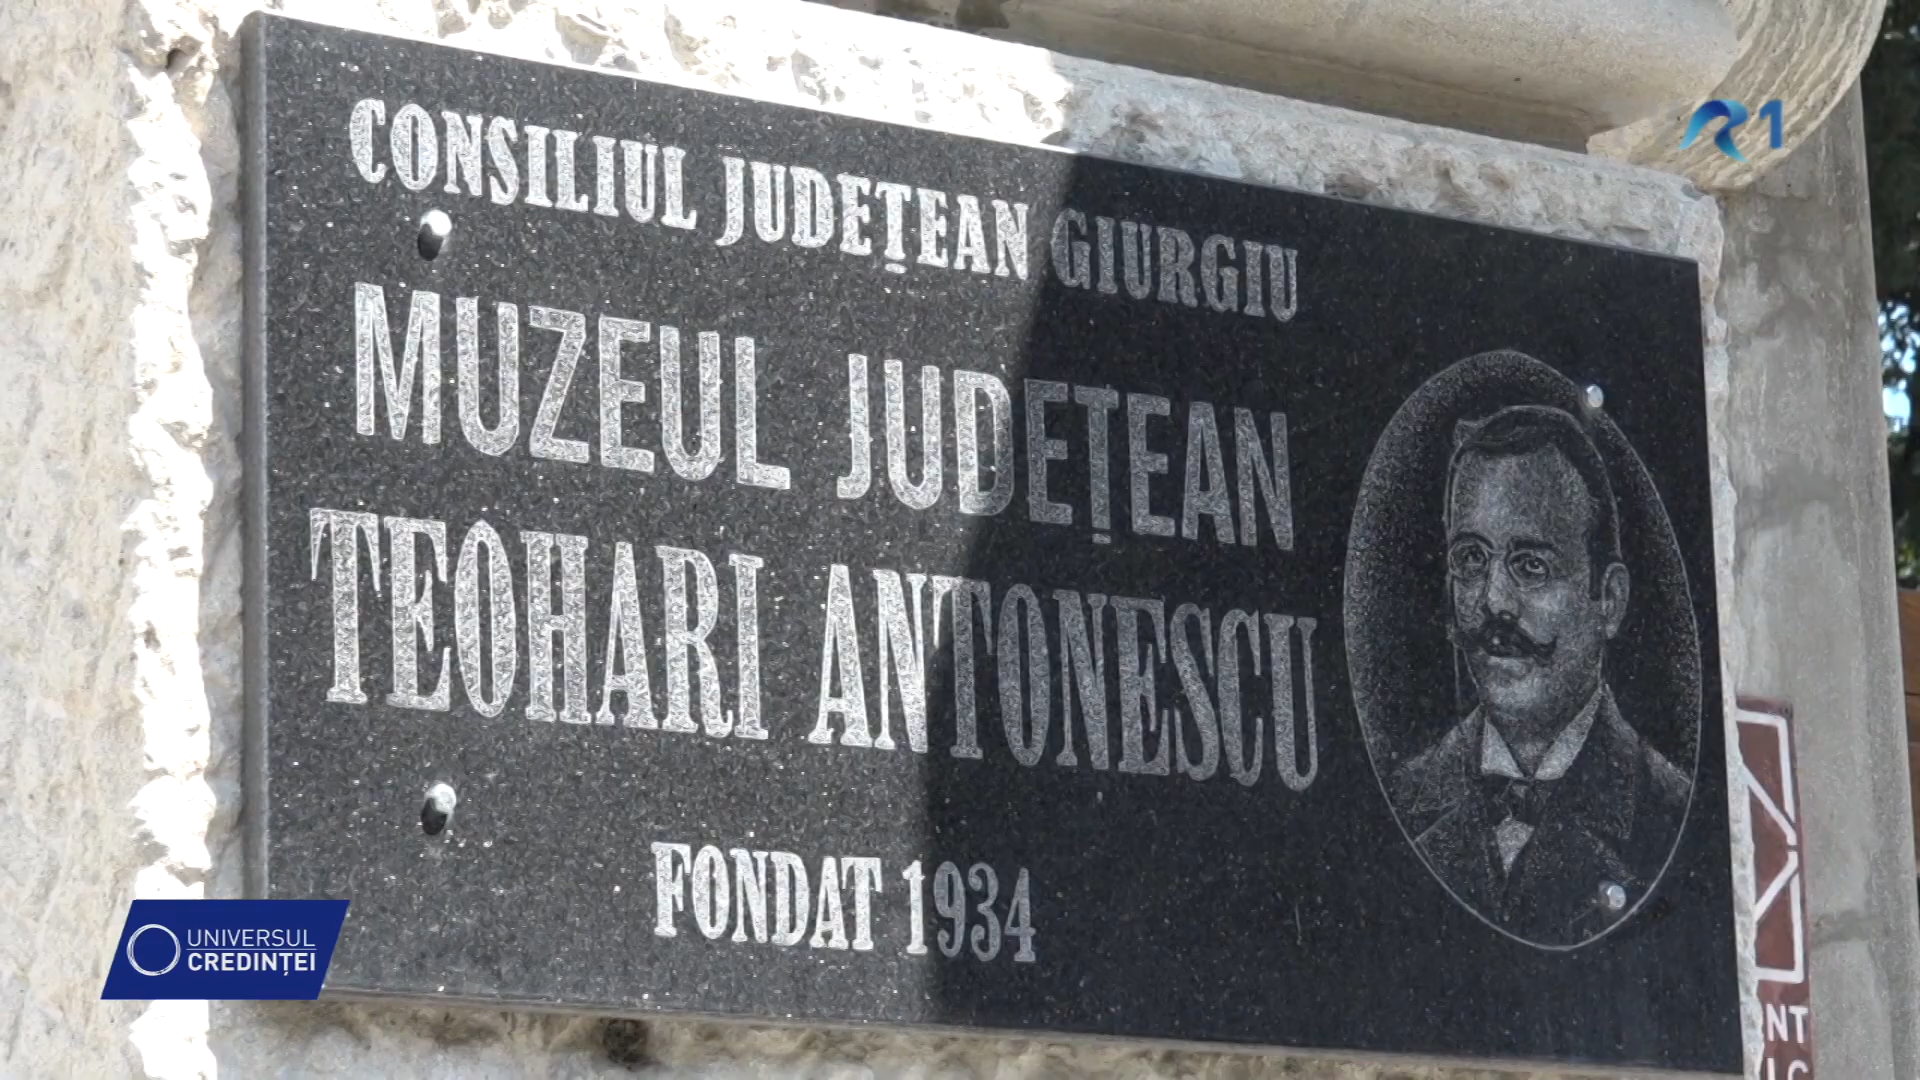 CONSILIUL JUDEȚEAN GIURGIU
MUZEUL JUDEȚEAN
TEOHARI ANTONESCU
FONDAT 1934
R1
UNIVERSUL
CREDINȚEI